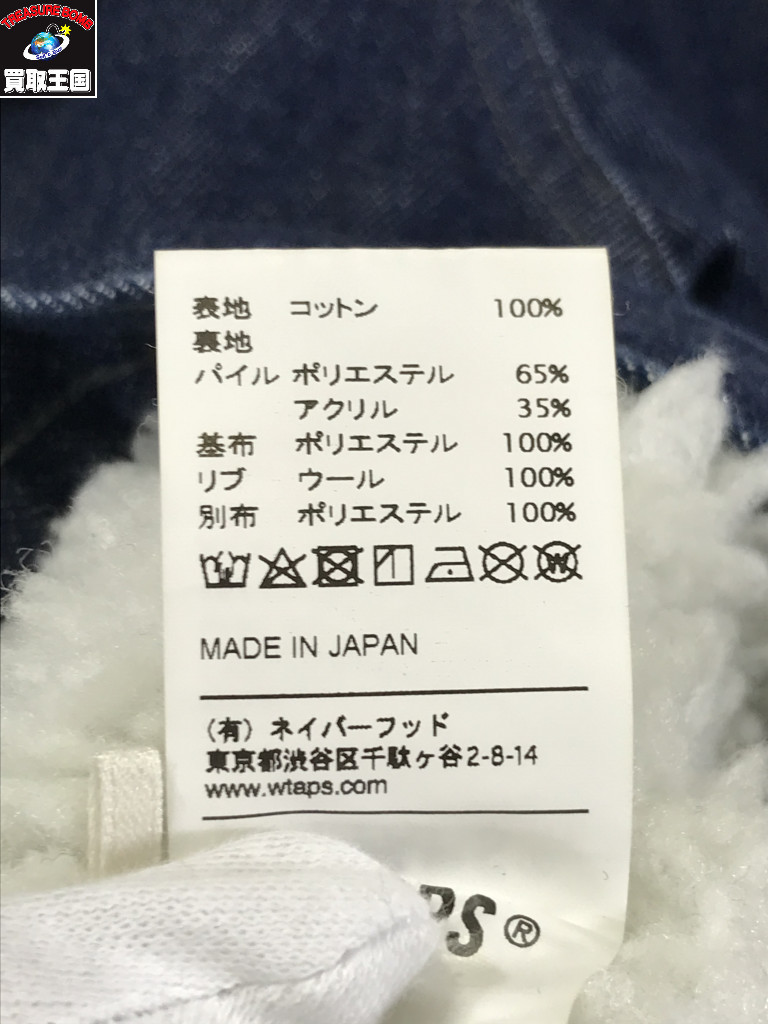 TREASURE BOMB
買取王国
表地 コットン 100%
裏地
パイル ポリエステル 65%
アクリル 35%
基布 ポリエステル 100%
リブ ウール 100%
別布 ポリエステル 100%
MADE IN JAPAN
(有) ネイバーフッド
東京都渋谷区千駄ヶ谷2-8-14
www.wtaps.com
PS®